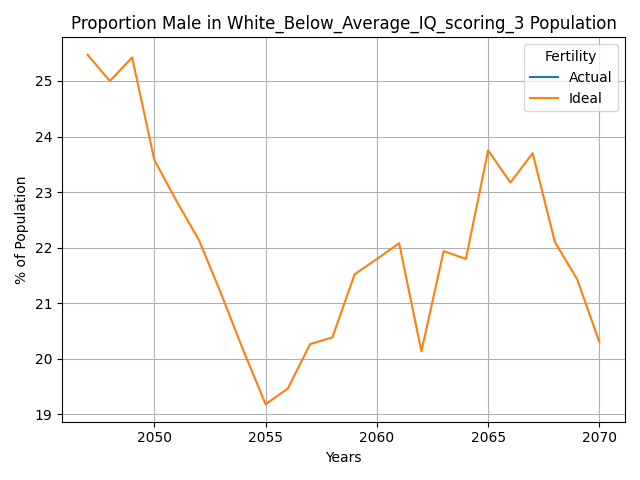 Proportion Male in White_Below_Average_IQ_scoring_3 Population
Fertility
Actual
Ideal
% of Population
25
24
23
22
21
20
19
2050
2055
2060
2065
2070
Years